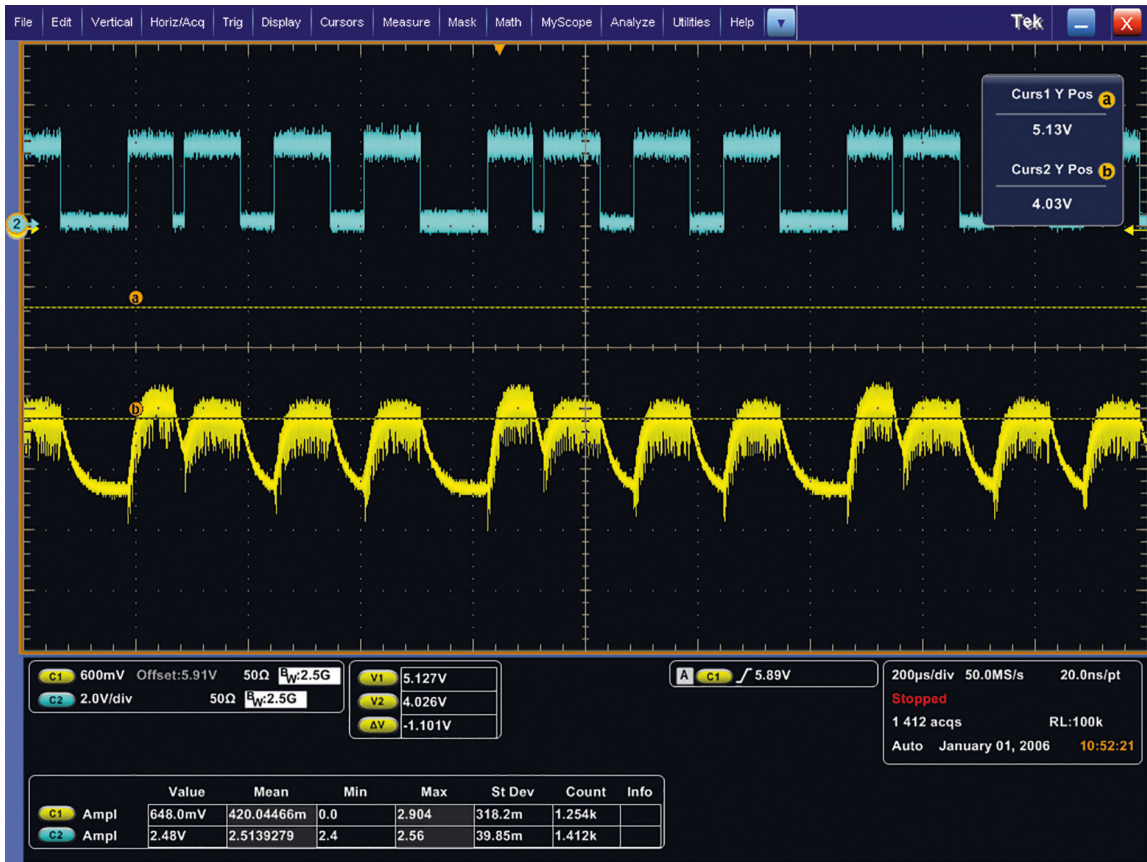 File Edit Vertical Horiz/Acq Trig Display Cursors Measure Mask Math MyScope Analyze Utilities Help Tek X
Curs1 Y Pos a
5.13V
Curs2 Y Pos b
4.03V
2
a
b
C1 600mV Offset:5.91V 50Ω BW:2.5G
C2 2.0V/div 50Ω BW:2.5G
V1 5.127V
V2 4.026V
ΔV -1.101V
A C1 5.89V
200µs/div 50.0MS/s 20.0ns/pt
Stopped
1 412 acqs RL:100k
Auto January 01, 2006 10:52:21
Value Mean Min Max St Dev Count Info
C1 Ampl 648.0mV 420.04466m 0.0 2.904 318.2m 1.254k
C2 Ampl 2.48V 2.5139279 2.4 2.56 39.85m 1.412k